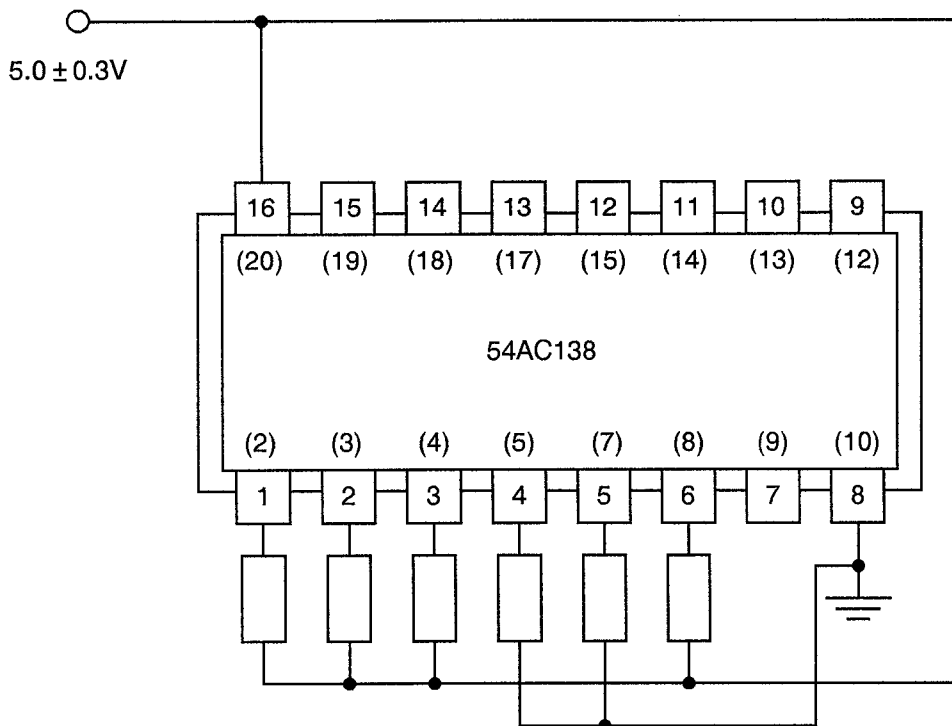 5.0 ± 0.3V
16 15 14 13 12 11 10 9
(20) (19) (18) (17) (15) (14) (13) (12)
54AC138
(2) (3) (4) (5) (7) (8) (9) (10)
1 2 3 4 5 6 7 8